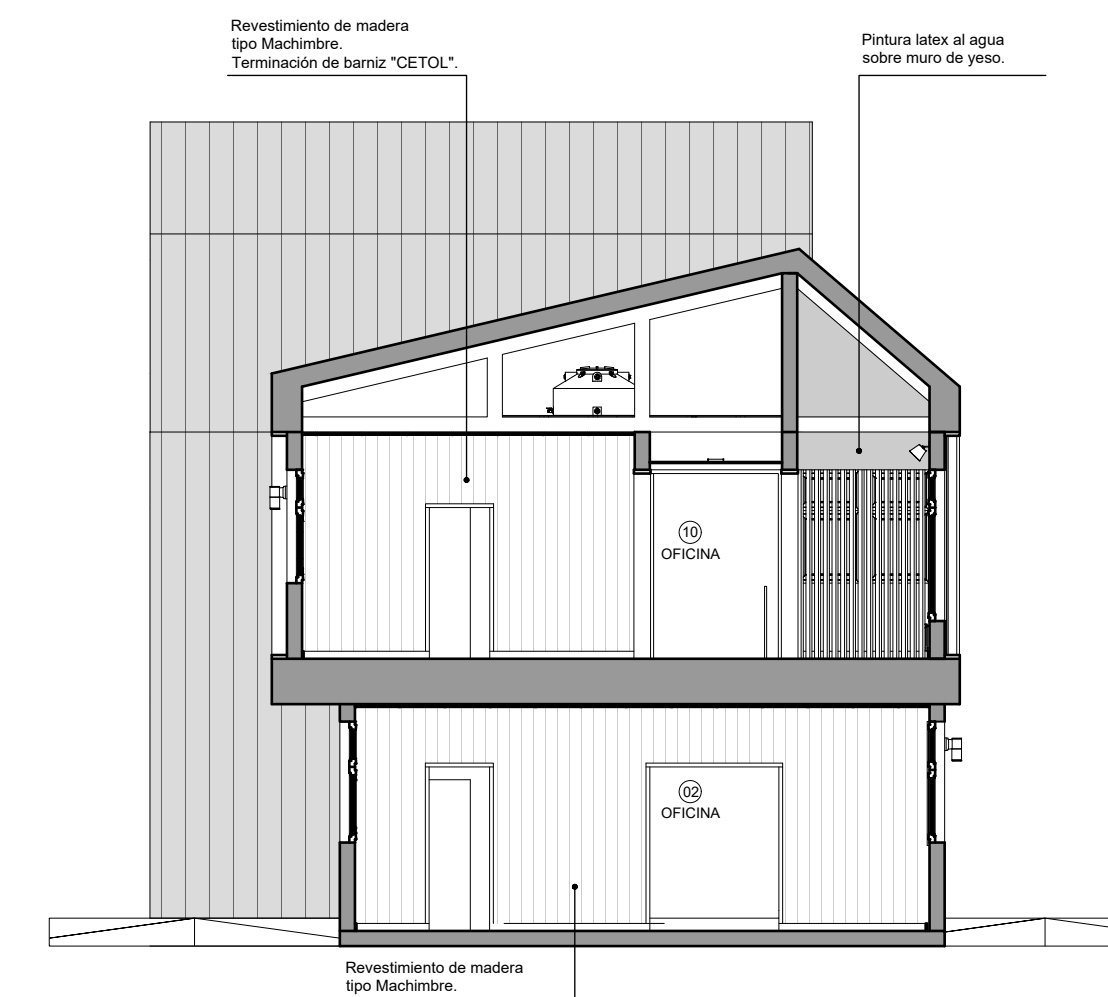 Revestimiento de madera
tipo Machimbre.
Terminación de barniz "CETOL".
Pintura latex al agua
sobre muro de yeso.
10
OFICINA
02
OFICINA
Revestimiento de madera
tipo Machimbre.